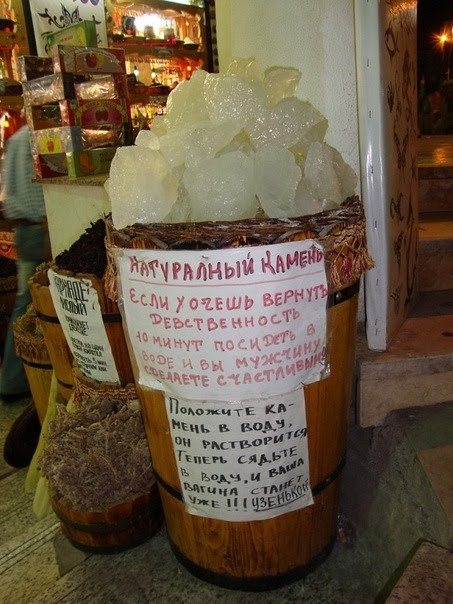 НАТУРАЛНЫЙ КАМЕНЬ
ЕСЛИ ХОЧЕШЬ ВЕРНУТЬ
ДЕВСТВЕННОСТЬ
10 МИНУТ ПОСИДЕТЬ В
ВОДЕ И ВЫ МУЖЧИНУ
СДЕЛАЕТЕ СЧАСТЛИВЫМ
ПОЛОЖИТЕ КА-
МЕНЬ В ВОДУ,
ОН РАСТВОРИТСЯ
ТЕПЕРЬ СЯДЬТЕ
В ВОДУ, И ВАША
ВАГИНА СТАНЕТ
УЖЕ !!! УЗЕНЬКОЙ